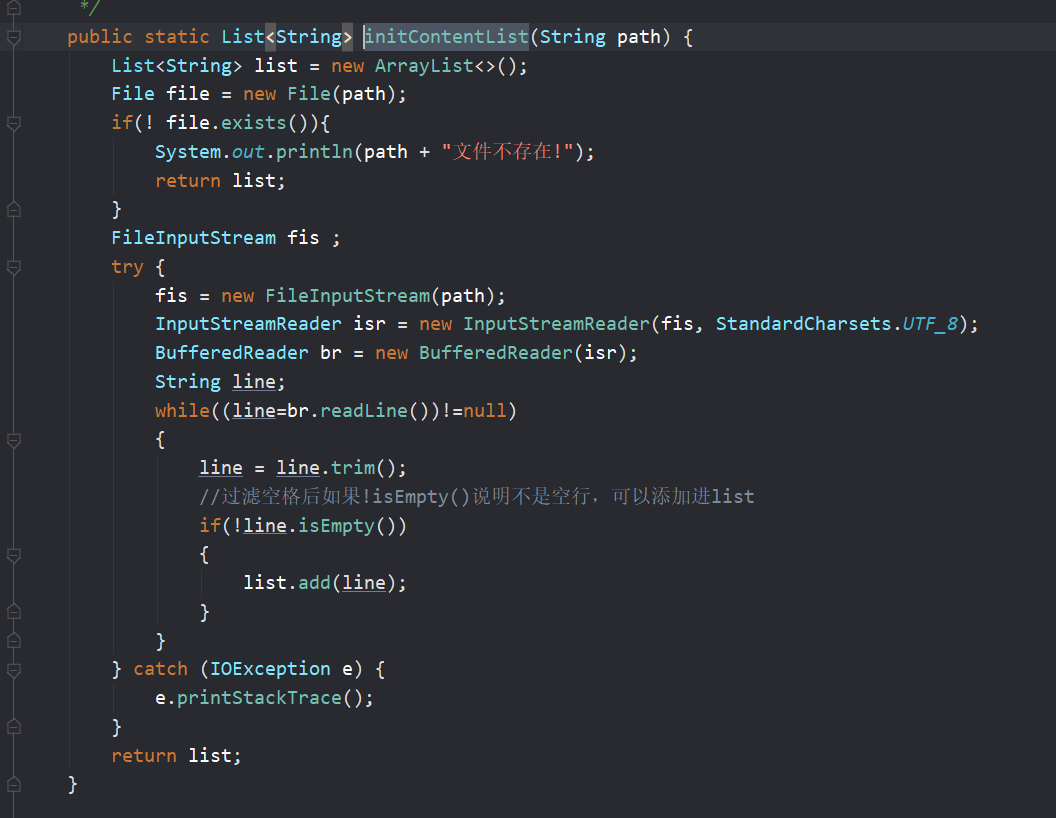 */
public static List<String> initContentList(String path) {
List<String> list = new ArrayList<>();
File file = new File(path);
if(! file.exists()){
System.out.println(path + "文件不存在!");
return list;
}
FileInputStream fis ;
try {
fis = new FileInputStream(path);
InputStreamReader isr = new InputStreamReader(fis, StandardCharsets.UTF_8);
BufferedReader br = new BufferedReader(isr);
String line;
while((line=br.readLine())!=null)
{
line = line.trim();
//过滤空格后如果!isEmpty()说明不是空行，可以添加进list
if(!line.isEmpty())
{
list.add(line);
}
}
} catch (IOException e) {
e.printStackTrace();
}
return list;
}